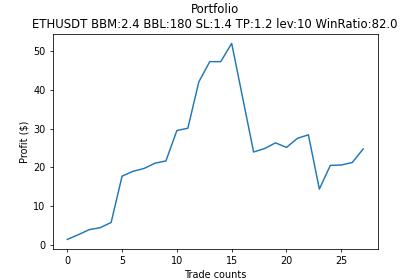 Portfolio
ETHUSDT BBM:2.4 BBL:180 SL:1.4 TP:1.2 lev:10 WinRatio:82.0
Profit ($)
50
40
30
20
10
0
0 5 10 15 20 25
Trade counts